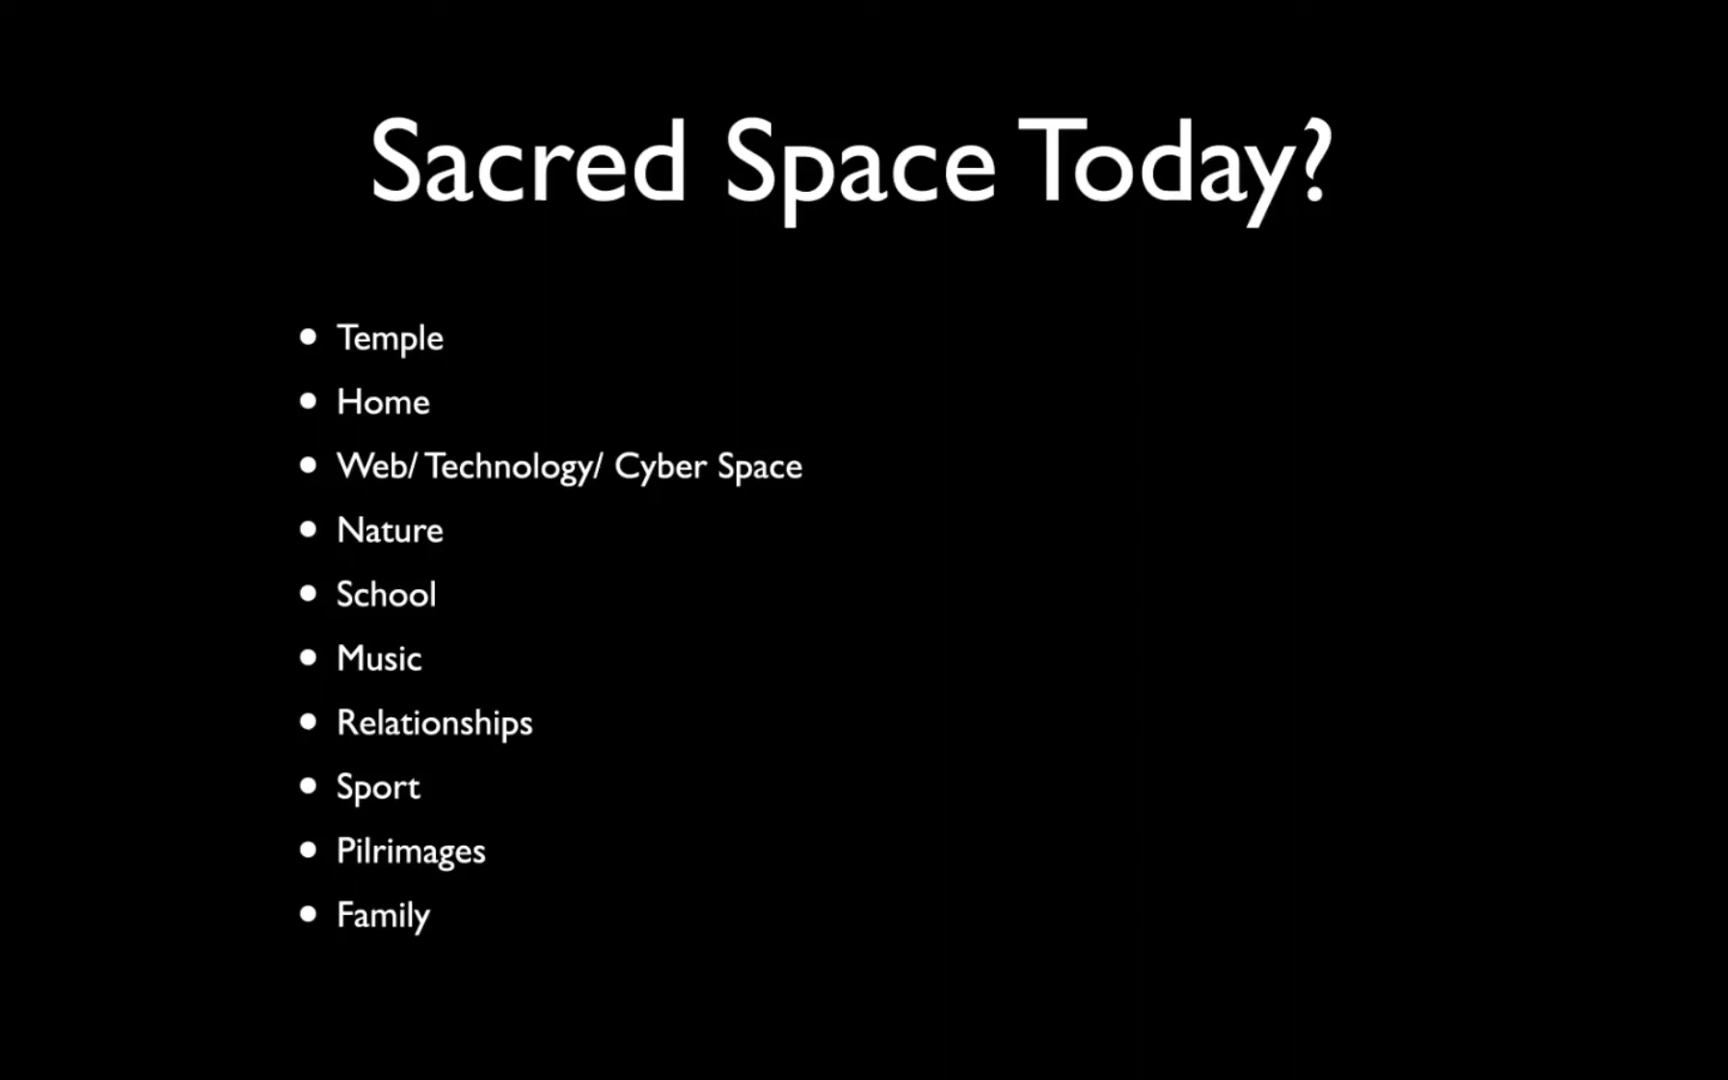 Sacred Space Today?
• Temple
• Home
• Web/ Technology/ Cyber Space
• Nature
• School
• Music
• Relationships
• Sport
• Pilrimages
• Family